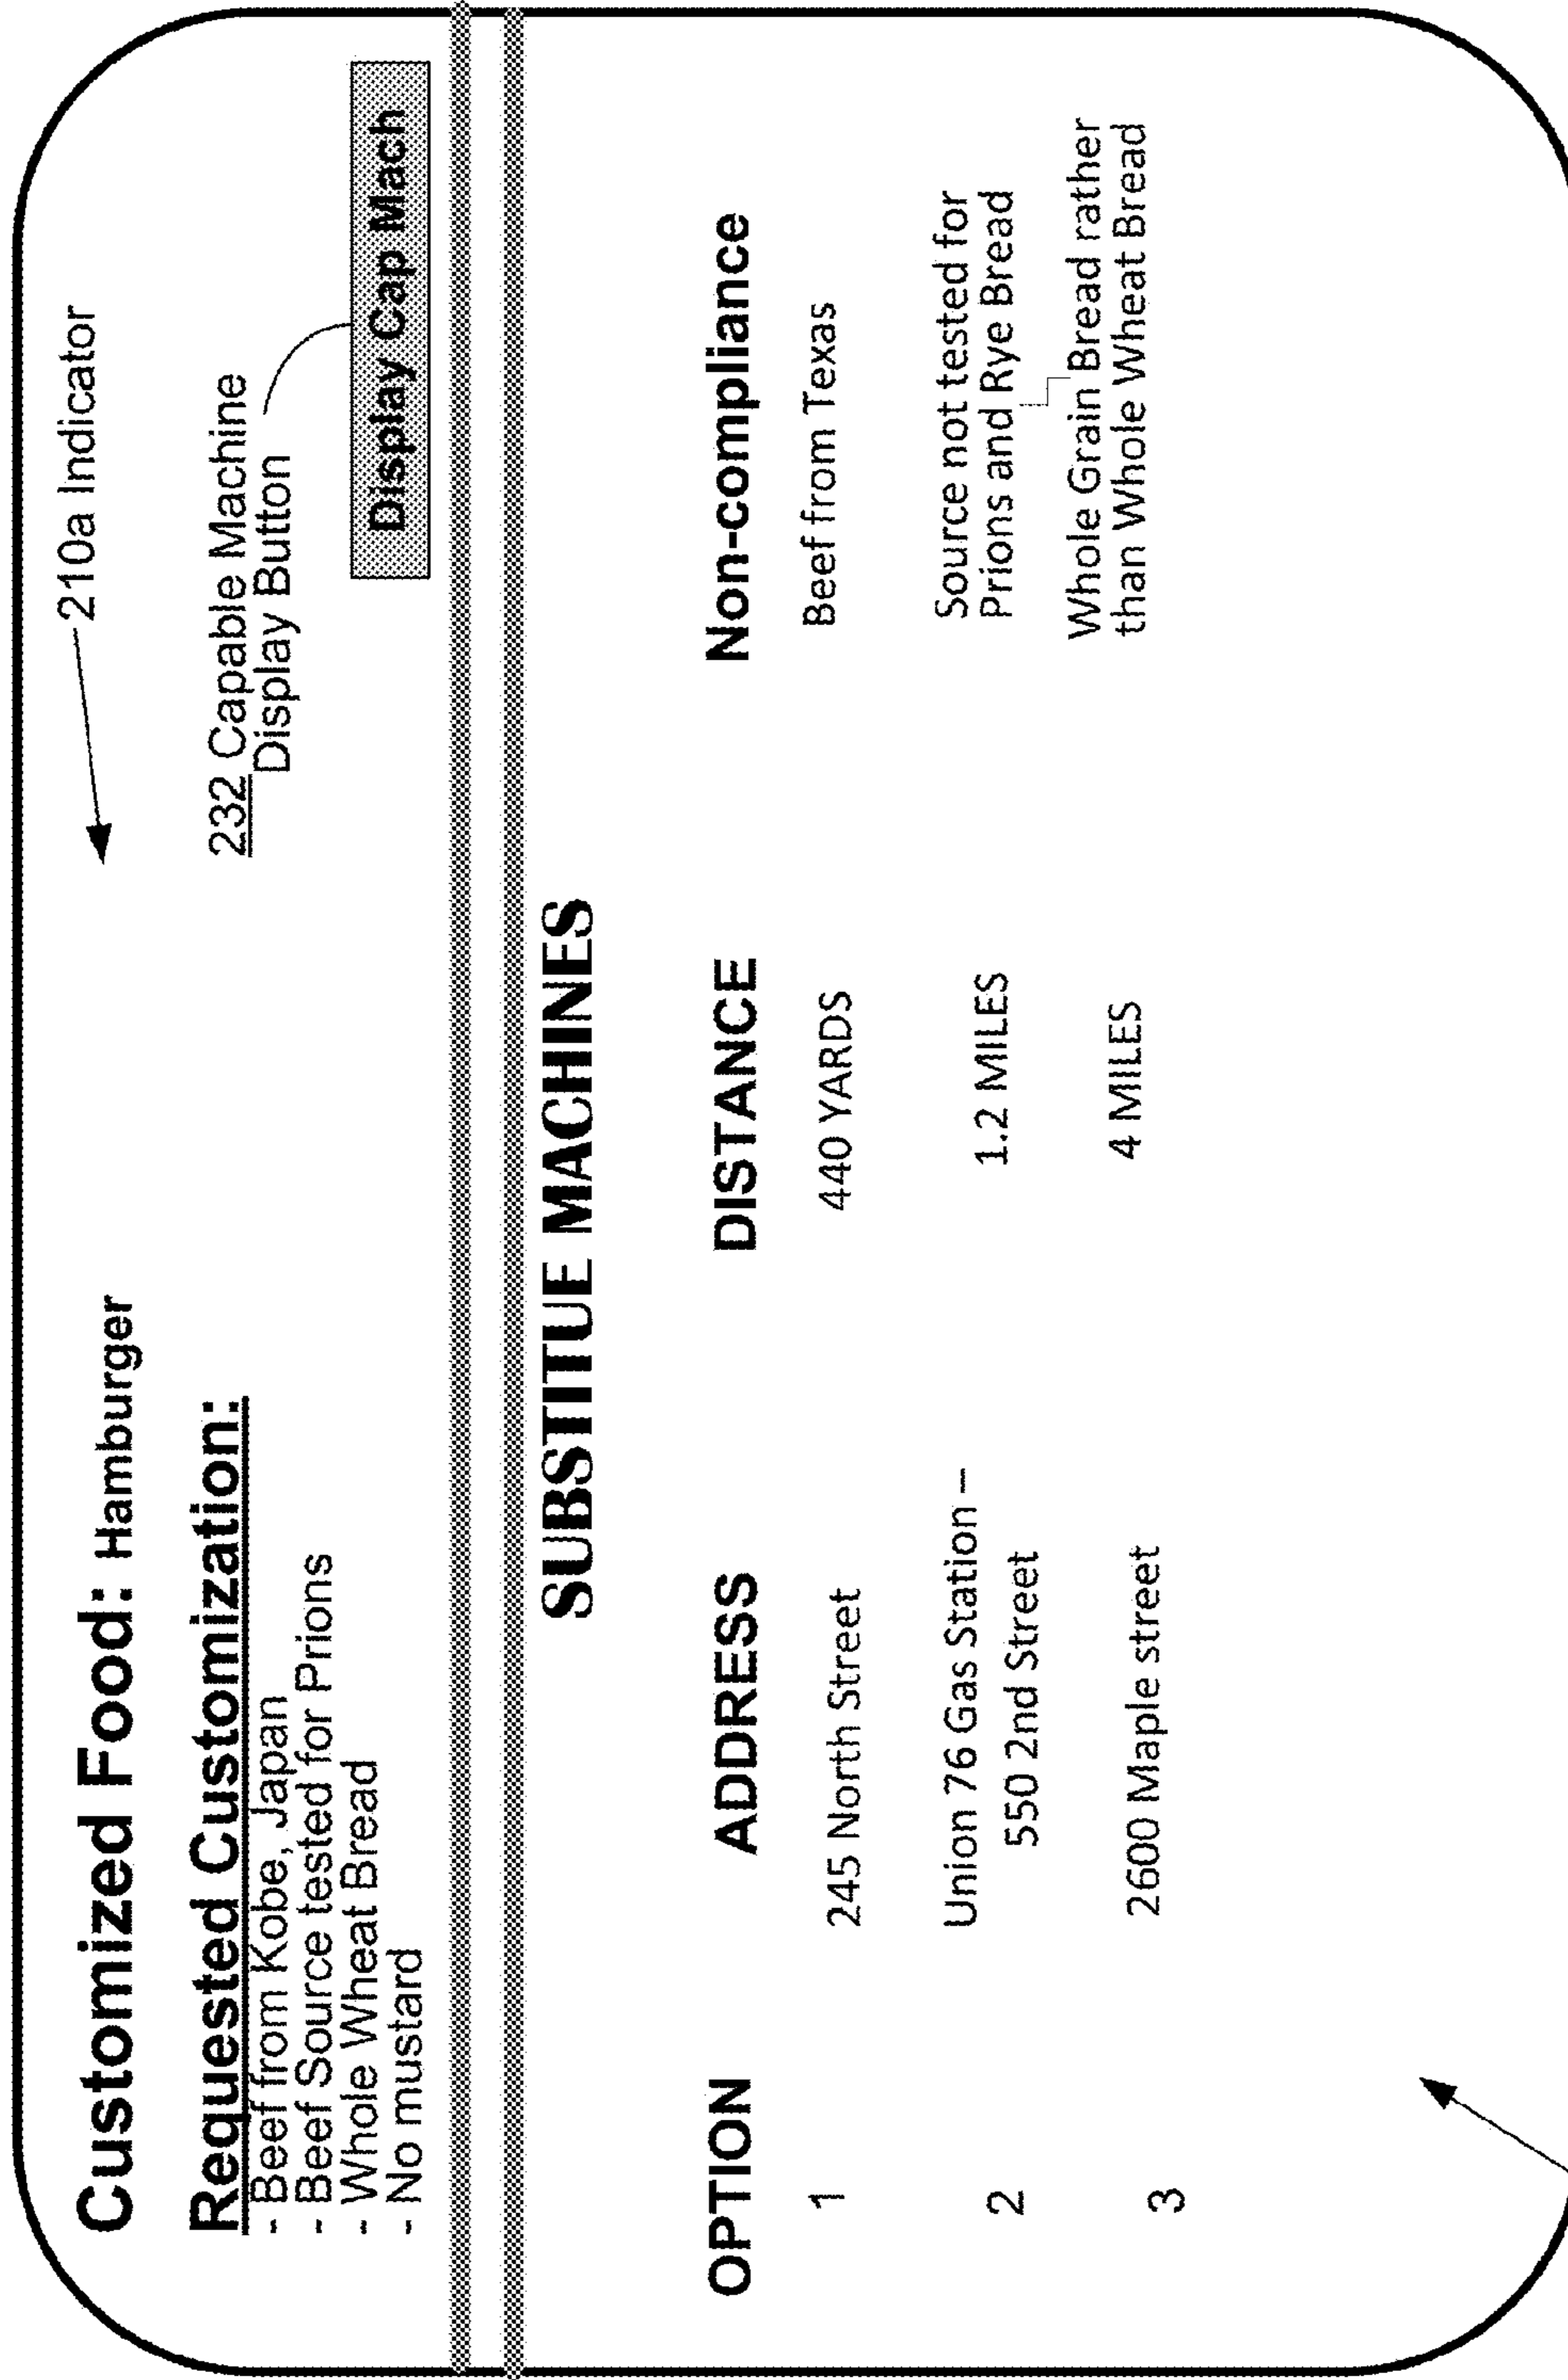 210a Indicator
Customized Food: Hamburger
Requested Customization:
- Beef from Kobe, Japan
- Beef Source tested for Prions
- Whole Wheat Bread
- No mustard
232 Capable Machine
Display Button
Display Cap Mach
SUBSTITUE MACHINES
OPTION ADDRESS DISTANCE Non-compliance
1 245 North Street 440 YARDS Beef from Texas
2 Union 76 Gas Station – 1.2 MILES Source not tested for
550 2nd Street Prions and Rye Bread
3 2600 Maple street 4 MILES Whole Grain Bread rather
than Whole Wheat Bread